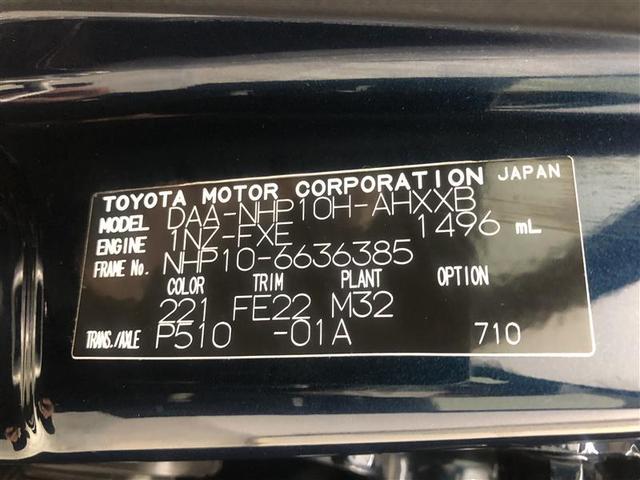 TOYOTA MOTOR CORPORATION JAPAN
MODEL DAA-NHP10H-AHXXB
ENGINE 1NZ-FXE 1496 mL
FRAME No. NHP10-6636385
COLOR TRIM PLANT OPTION
221 FE22 M32
TRANS./AXLE P510 -01A 710